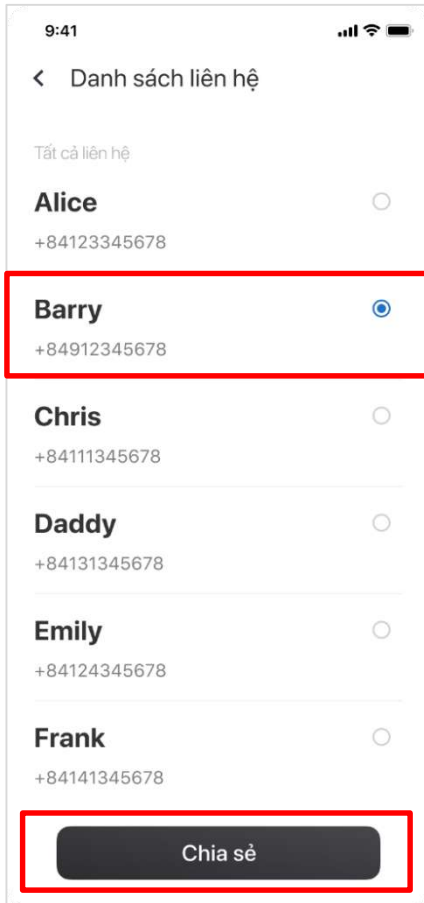 9:41
Danh sách liên hệ
Tất cả liên hệ
Alice
+84123345678
Barry
+84912345678
Chris
+84111345678
Daddy
+84131345678
Emily
+84124345678
Frank
+84141345678
Chia sẻ